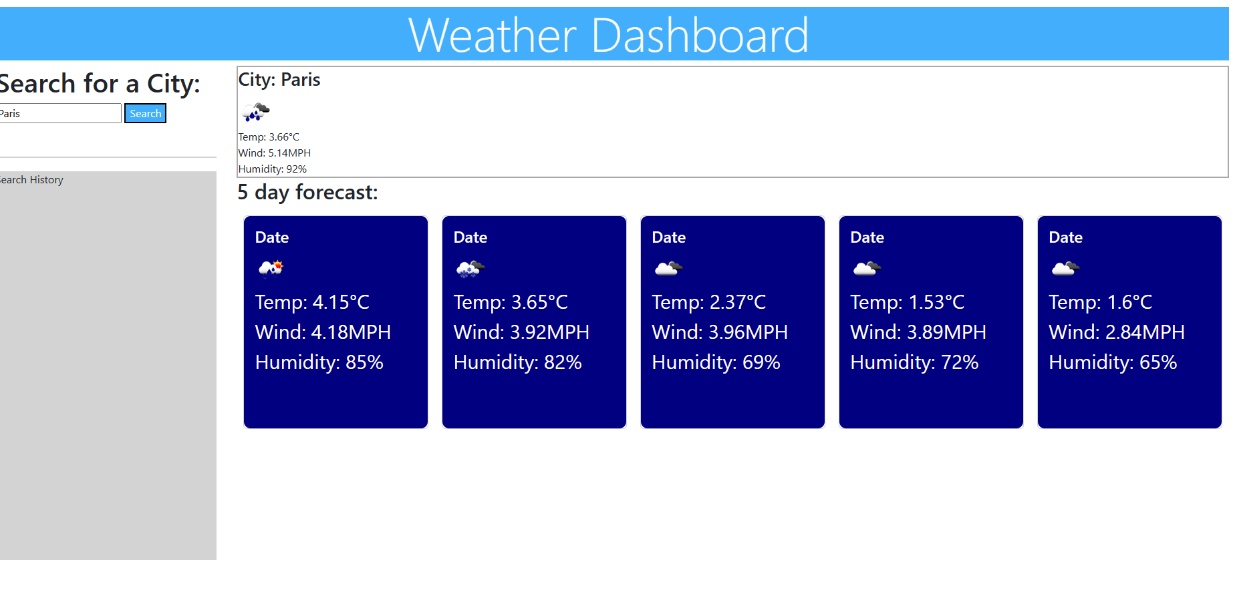 Weather Dashboard
Search for a City:
Paris
Search
Search History
City: Paris
Temp: 3.66°C
Wind: 5.14MPH
Humidity: 92%
5 day forecast:
Date
Temp: 4.15°C
Wind: 4.18MPH
Humidity: 85%
Date
Temp: 3.65°C
Wind: 3.92MPH
Humidity: 82%
Date
Temp: 2.37°C
Wind: 3.96MPH
Humidity: 69%
Date
Temp: 1.53°C
Wind: 3.89MPH
Humidity: 72%
Date
Temp: 1.6°C
Wind: 2.84MPH
Humidity: 65%